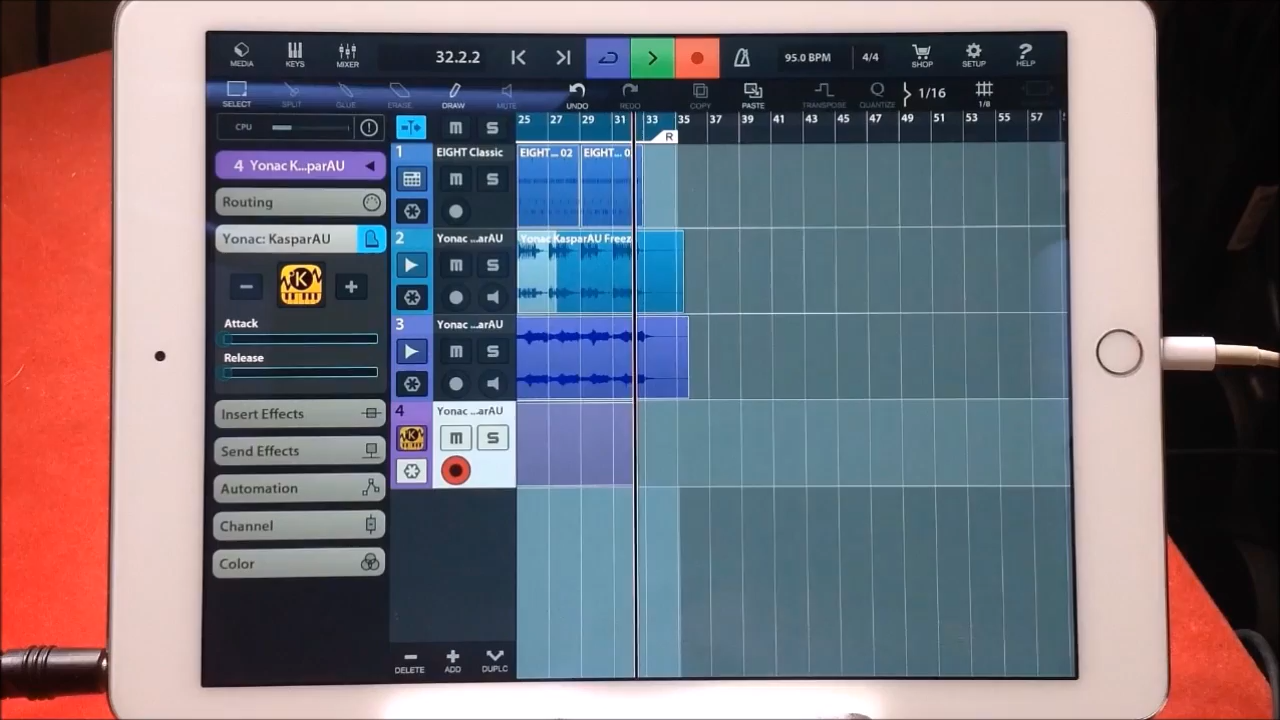 MEDIA KEYS MIXER 32.2.2 95.0 BPM 4/4 SHOP SETUP HELP
SELECT SPLIT GLUE ERASE DRAW MUTE UNDO REDO COPY PASTE TRANSPOSE QUANTIZE 1/16 1/8
CPU M S 25 27 29 31 33 35 37 39 41 43 45 47 49 51 53 55 57
R
1 EIGHT Classic EIGHT... 02 EIGHT... 0
4 Yonac K...parAU M S
Routing
2 Yonac ...arAU Yonac KasparAU Freez
Yonac: KasparAU M S
K
Attack
3 Yonac ...arAU
Release M S
4 Yonac ...arAU
Insert Effects
K M S
Send Effects
Automation
Channel
Color
DELETE ADD DUPLC